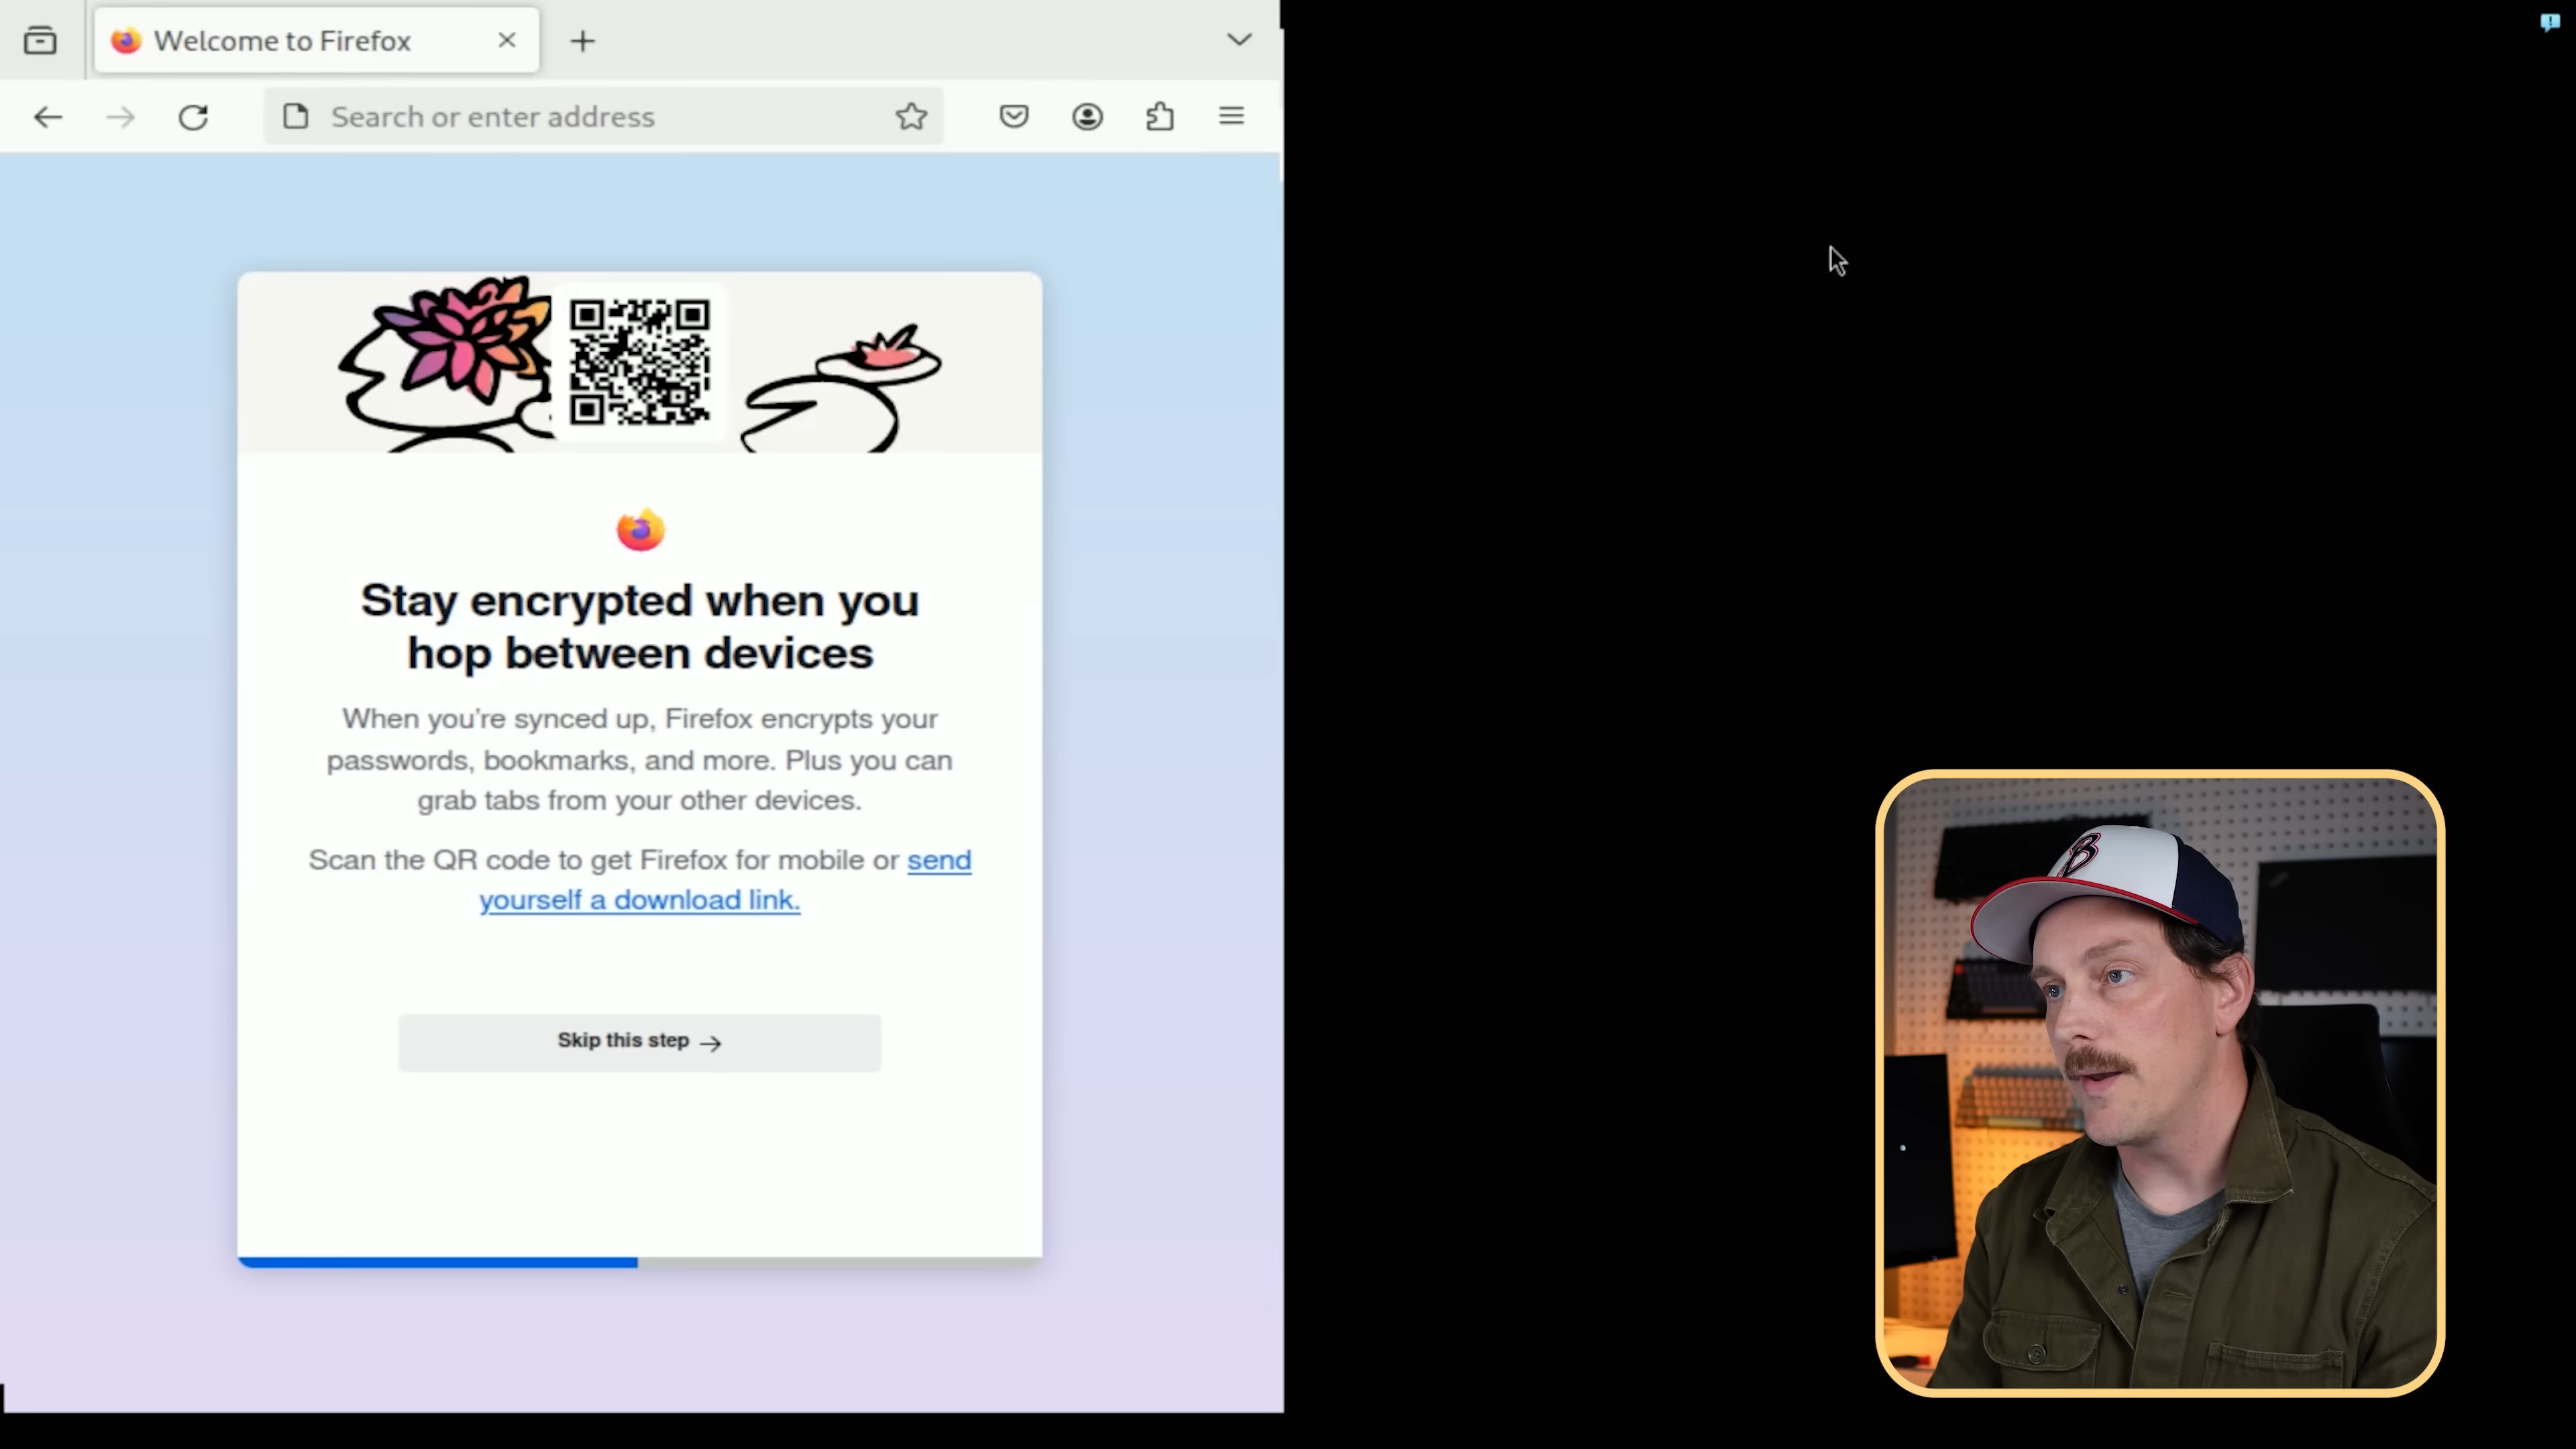 Welcome to Firefox
Search or enter address
Stay encrypted when you
hop between devices
When you’re synced up, Firefox encrypts your
passwords, bookmarks, and more. Plus you can
grab tabs from your other devices.
Scan the QR code to get Firefox for mobile or send
yourself a download link.
Skip this step →
B